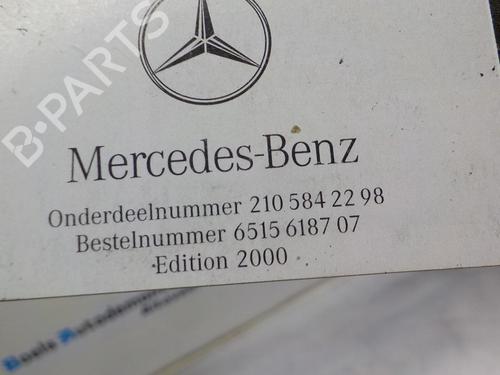 B-PARTS
Mercedes-Benz
Onderdeelnummer 210 584 22 98
Bestelnummer 6515 6187 07
Edition 2000